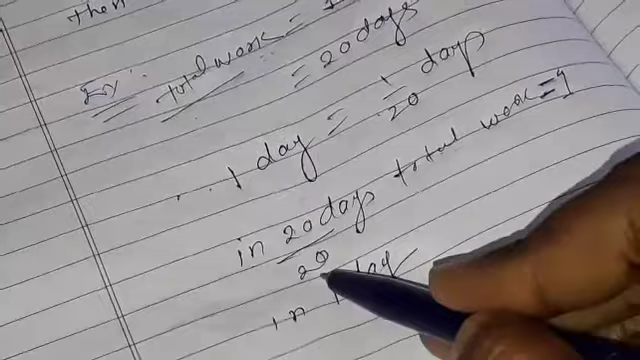 then
Ex: total work = 1
= 20 days
... 1 day = 1/20 days
in 20 days total work = 1
20
in 1 day